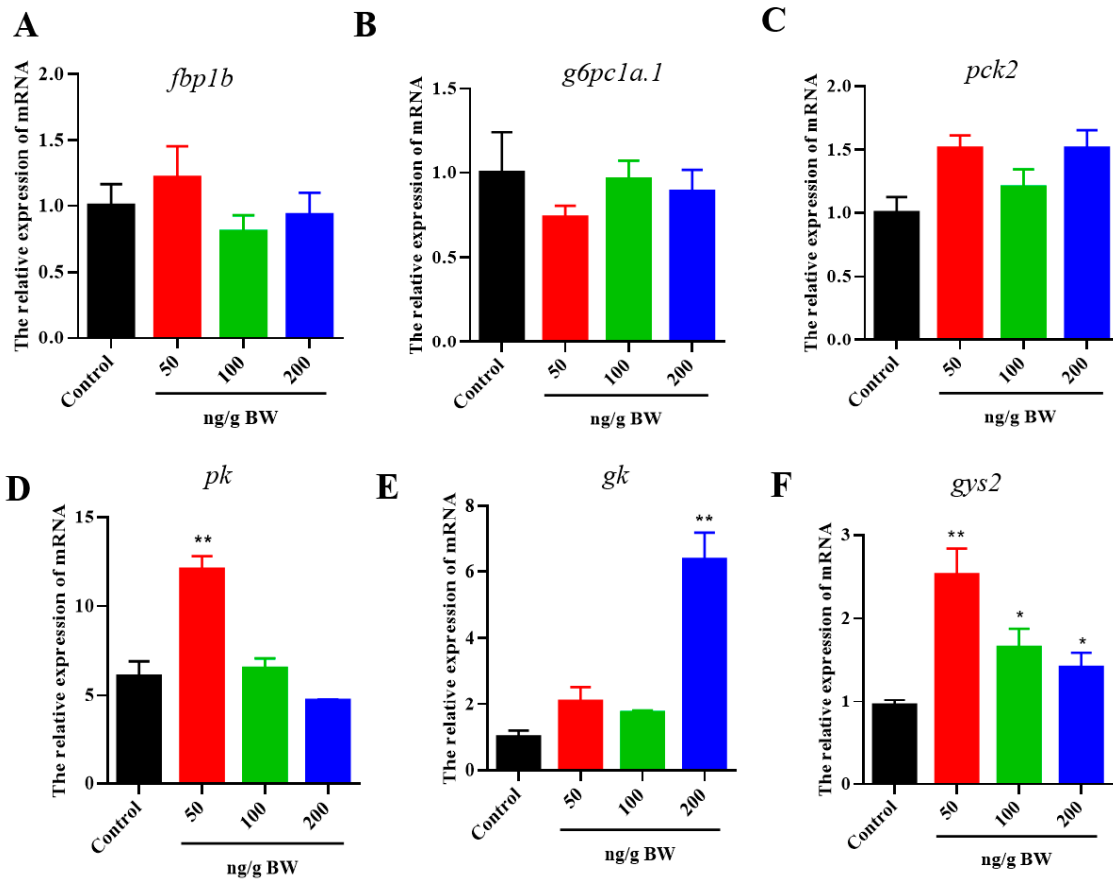 A
fbp1b
The relative expression of mRNA
2.0
1.5
1.0
0.5
0.0
Control
50
100
200
ng/g BW
B
g6pc1a.1
The relative expression of mRNA
1.5
1.0
0.5
0.0
Control
50
100
200
ng/g BW
C
pck2
The relative expression of mRNA
2.0
1.5
1.0
0.5
0.0
Control
50
100
200
ng/g BW
D
pk
The relative expression of mRNA
15
10
5
0
**
Control
50
100
200
ng/g BW
E
gk
The relative expression of mRNA
8
6
4
2
0
**
Control
50
100
200
ng/g BW
F
gys2
The relative expression of mRNA
3
2
1
0
**
*
*
Control
50
100
200
ng/g BW